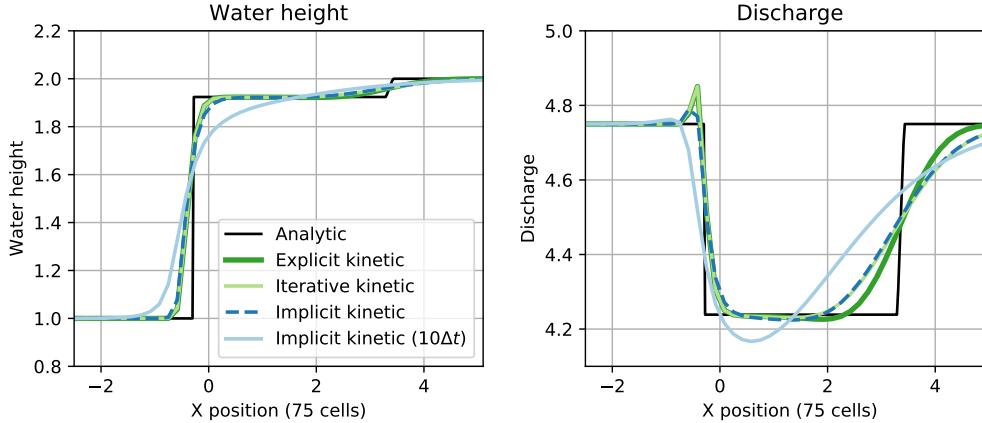 Water height
2.2
2.0
1.8
1.6
1.4
1.2
1.0
0.8
Water height
−2
0
2
4
X position (75 cells)
Analytic
Explicit kinetic
Iterative kinetic
Implicit kinetic
Implicit kinetic (10Δt)
Discharge
5.0
4.8
4.6
4.4
4.2
Discharge
−2
0
2
4
X position (75 cells)